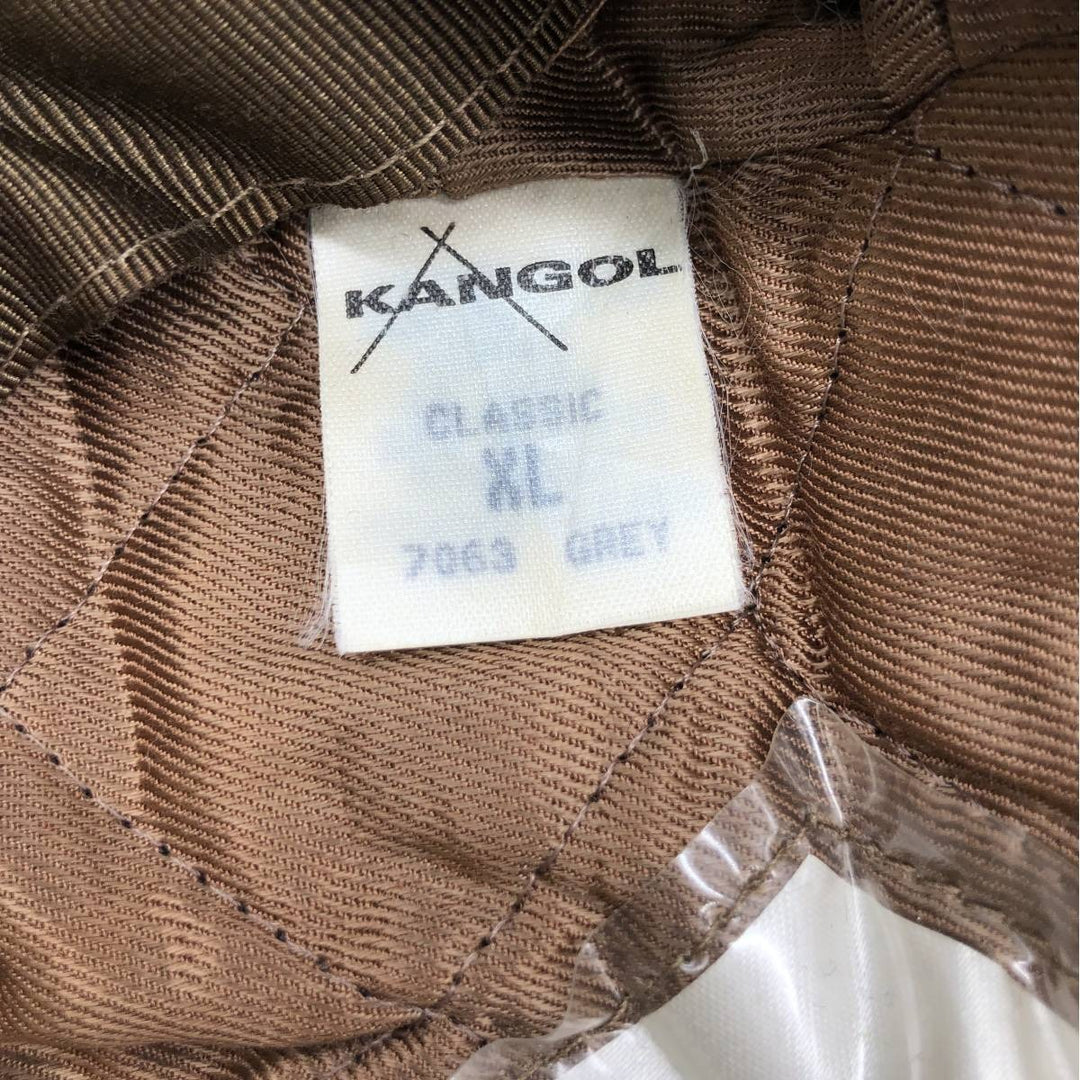 KANGOL
CLASSIC
XL
7063 GREY